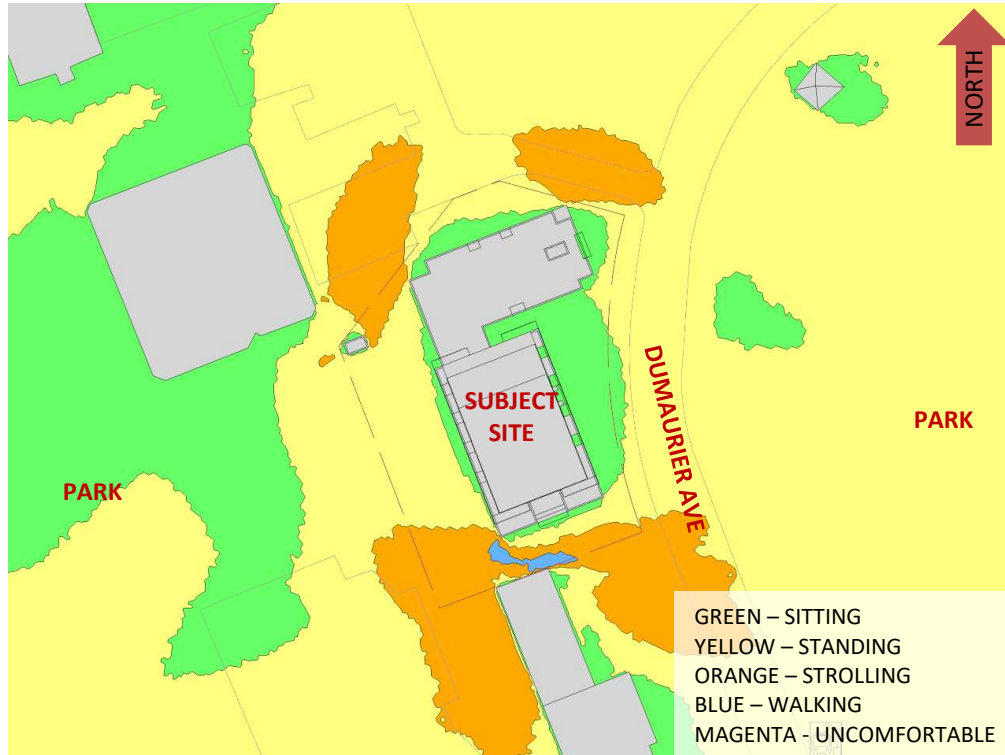 NORTH
SUBJECT
SITE
DUMAURIER AVE
PARK
PARK
GREEN – SITTING
YELLOW – STANDING
ORANGE – STROLLING
BLUE – WALKING
MAGENTA - UNCOMFORTABLE